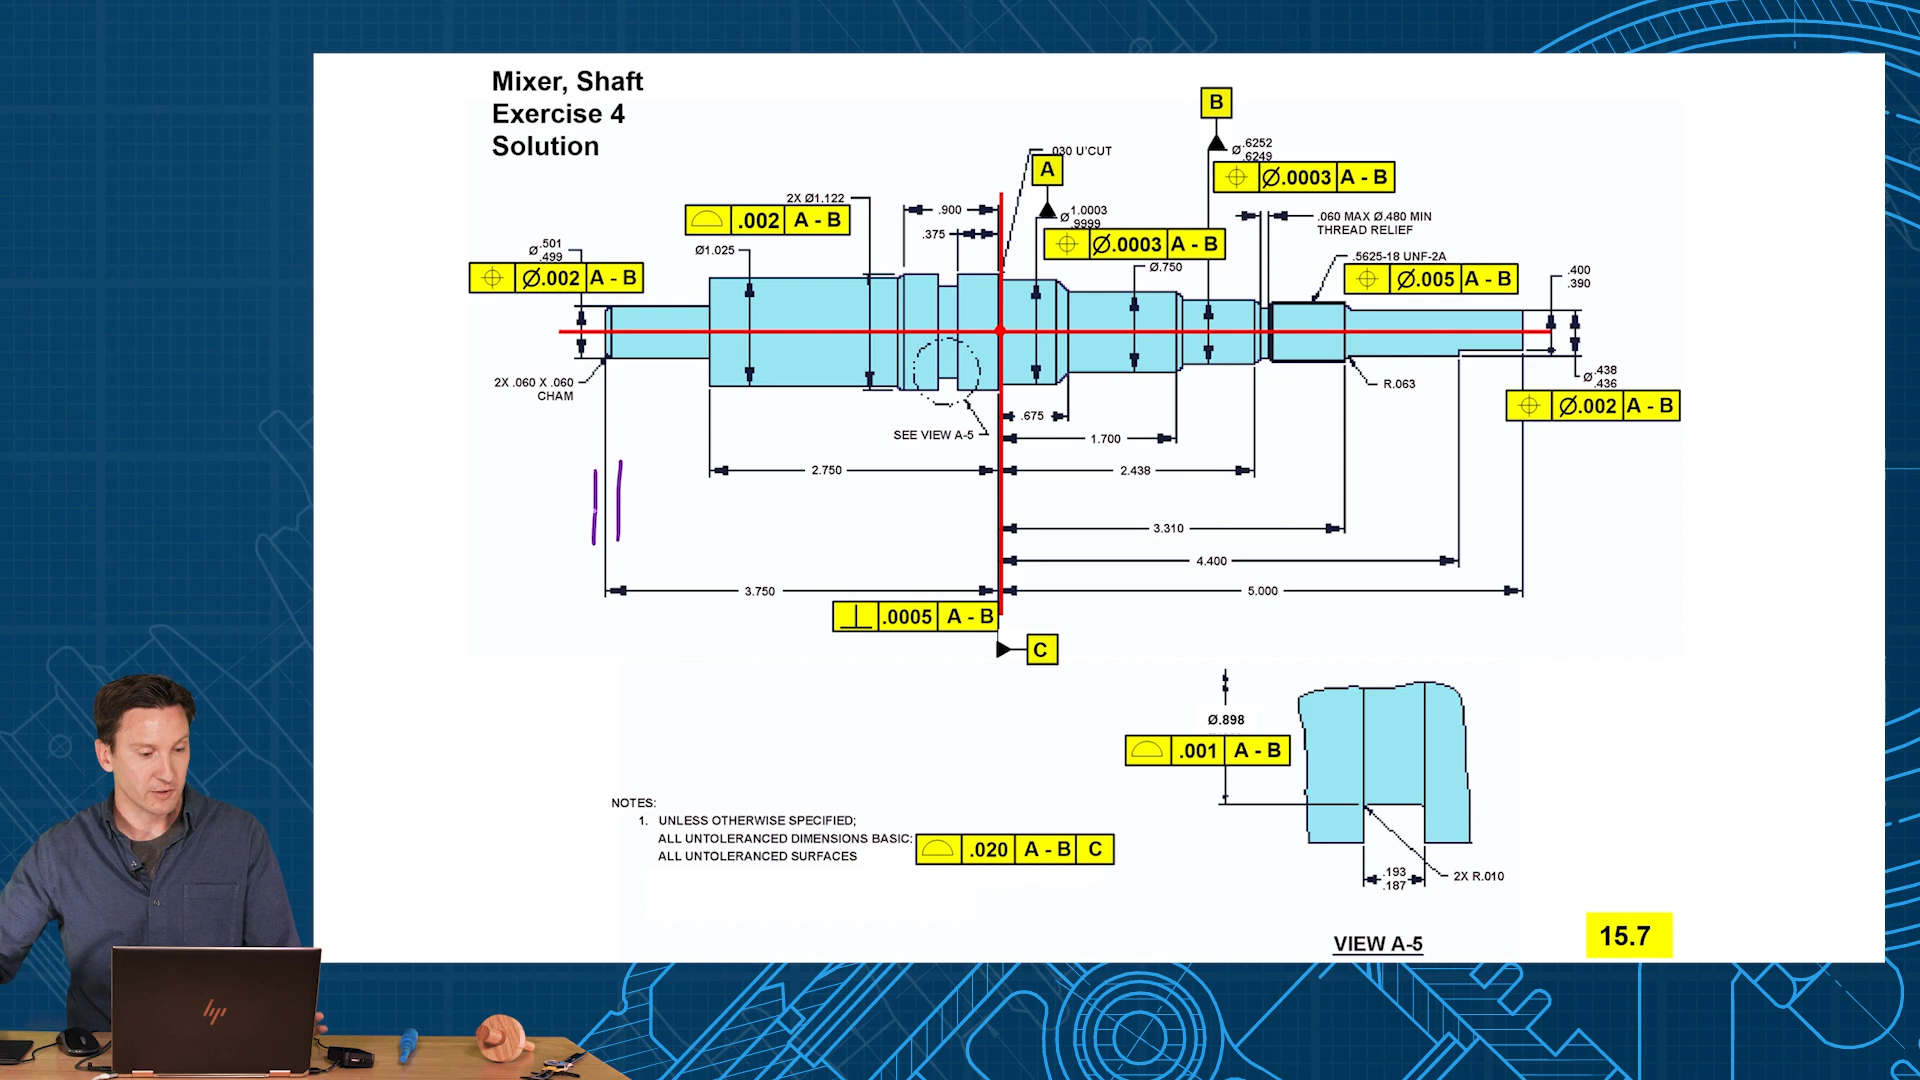 Mixer, Shaft
Exercise 4
Solution
B
Ø .6252
.6249
⌖ Ø.0003 A - B
.030 U'CUT
A
Ø 1.0003
.9999
⌖ Ø.0003 A - B
2X Ø1.122
⌓ .002 A - B
.900
.375
.060 MAX Ø.480 MIN
THREAD RELIEF
Ø .501
.499
⌖ Ø.002 A - B
Ø1.025
Ø.750
.5625-18 UNF-2A
⌖ Ø.005 A - B
.400
.390
2X .060 X .060
CHAM
R.063
Ø .438
.436
⌖ Ø.002 A - B
SEE VIEW A-5
.675
1.700
2.750
2.438
3.310
4.400
3.750
5.000
⊥ .0005 A - B
C
Ø.898
⌓ .001 A - B
NOTES:
1. UNLESS OTHERWISE SPECIFIED;
ALL UNTOLERANCED DIMENSIONS BASIC:
ALL UNTOLERANCED SURFACES ⌓ .020 A - B C
.193
.187
2X R.010
VIEW A-5
15.7
hp